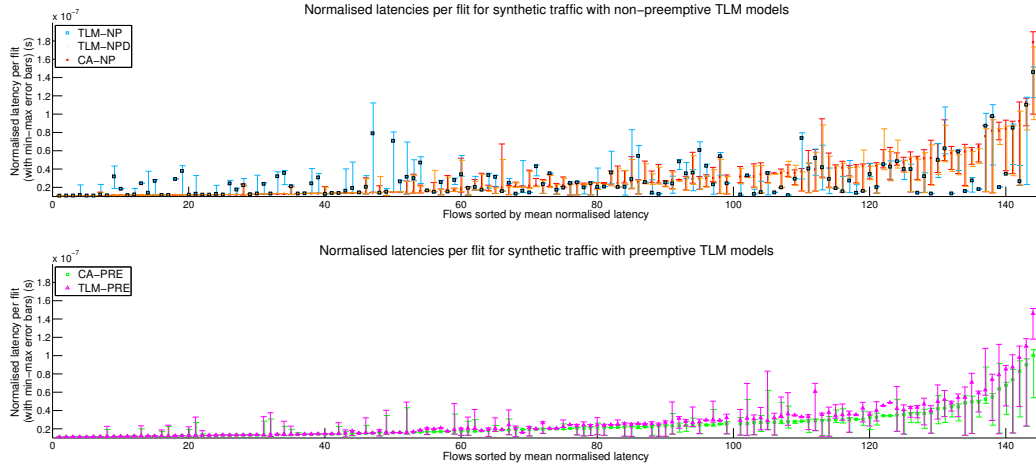 Normalised latencies per flit for synthetic traffic with non-preemptive TLM models
x 10^-7
1.8
1.6
1.4
1.2
1
0.8
0.6
0.4
0.2
Normalised latency per flit
(with min-max error bars) (s)
TLM-NP
TLM-NPD
CA-NP
0 20 40 60 80 100 120 140
Flows sorted by mean normalised latency
Normalised latencies per flit for synthetic traffic with preemptive TLM models
x 10^-7
1.8
1.6
1.4
1.2
1
0.8
0.6
0.4
0.2
Normalised latency per flit
(with min-max error bars) (s)
CA-PRE
TLM-PRE
0 20 40 60 80 100 120 140
Flows sorted by mean normalised latency